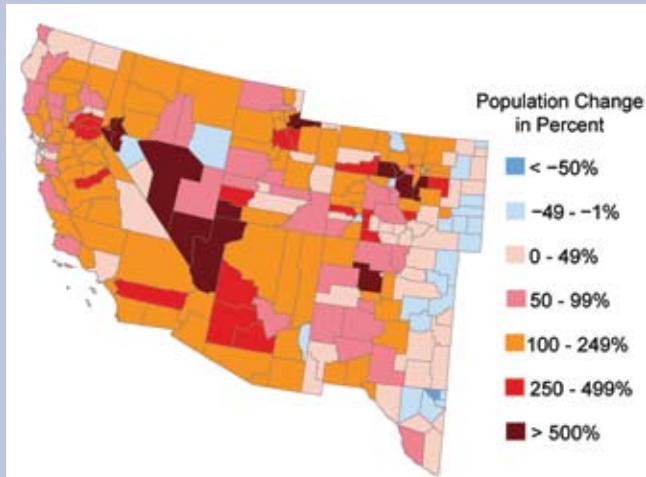 Population Change
in Percent
< −50%
−49 - −1%
0 - 49%
50 - 99%
100 - 249%
250 - 499%
> 500%